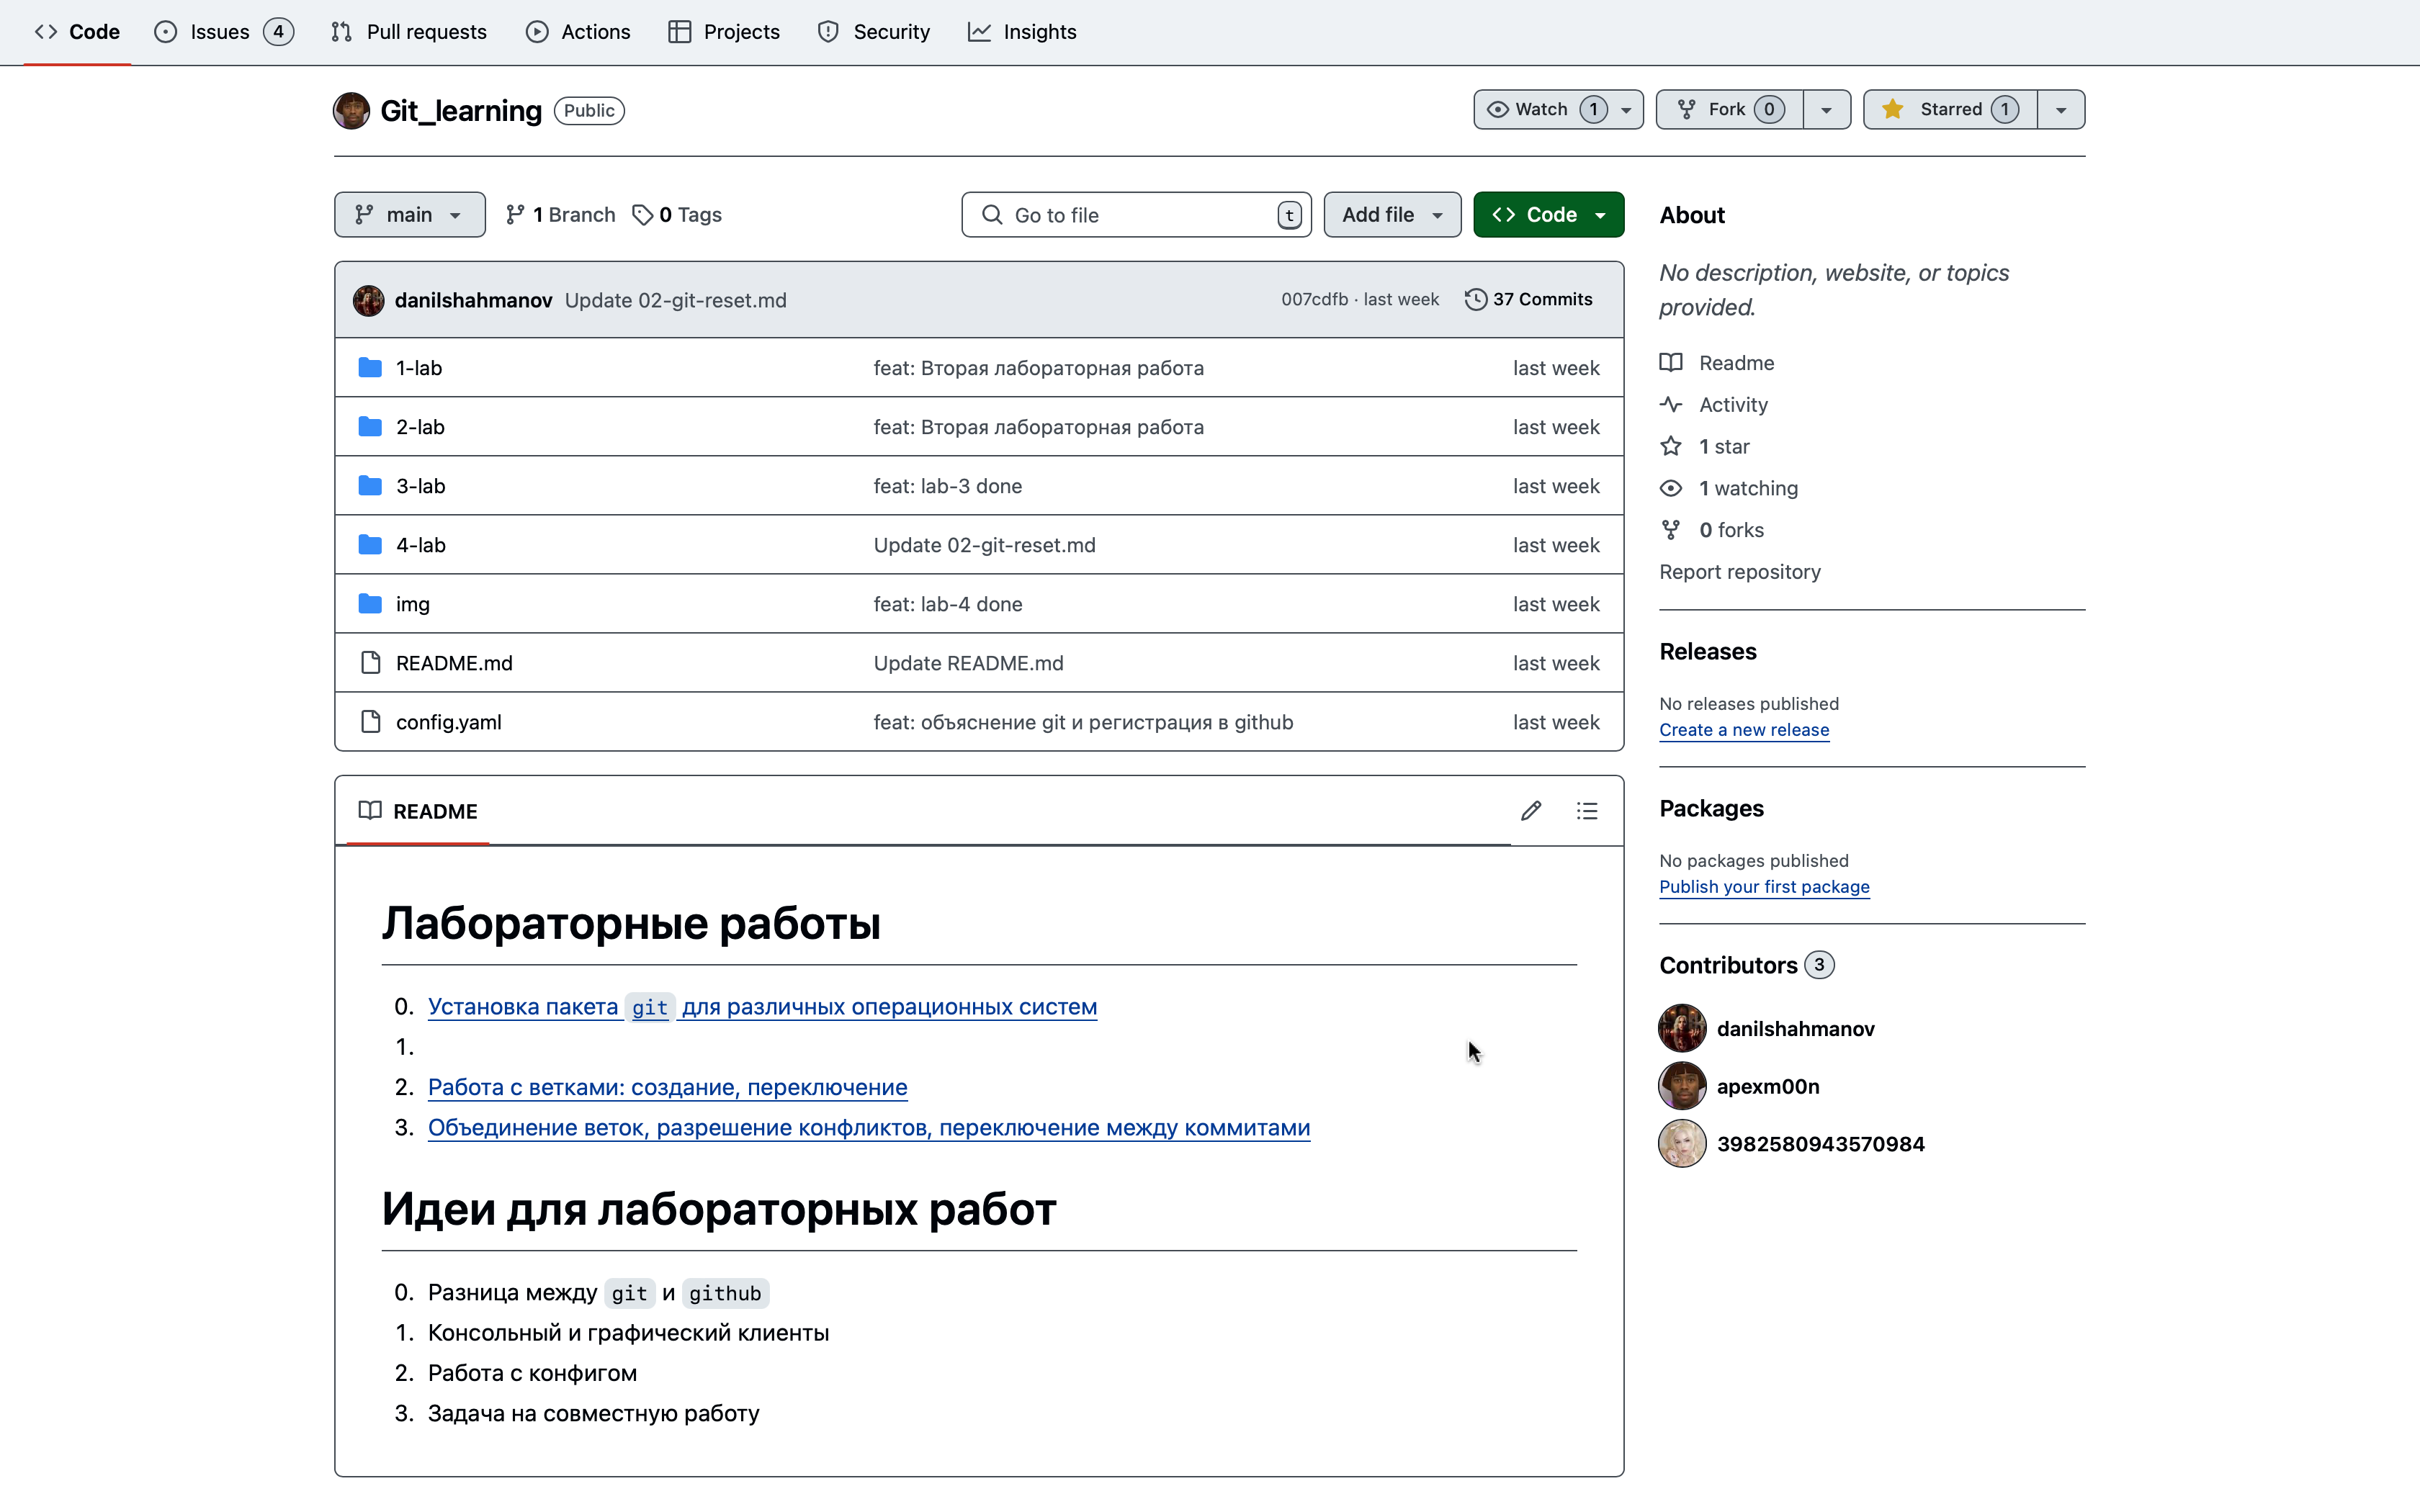 Code Issues 4 Pull requests Actions Projects Security Insights
Git_learning Public Watch 1 Fork 0 Starred 1
main 1 Branch 0 Tags Go to file t Add file Code
danilshahmanov Update 02-git-reset.md 007cdfb · last week 37 Commits
1-lab feat: Вторая лабораторная работа last week
2-lab feat: Вторая лабораторная работа last week
3-lab feat: lab-3 done last week
4-lab Update 02-git-reset.md last week
img feat: lab-4 done last week
README.md Update README.md last week
config.yaml feat: объяснение git и регистрация в github last week
README
Лабораторные работы
0. Установка пакета git для различных операционных систем
1.
2. Работа с ветками: создание, переключение
3. Объединение веток, разрешение конфликтов, переключение между коммитами
Идеи для лабораторных работ
0. Разница между git и github
1. Консольный и графический клиенты
2. Работа с конфигом
3. Задача на совместную работу
About
No description, website, or topics
provided.
Readme
Activity
1 star
1 watching
0 forks
Report repository
Releases
No releases published
Create a new release
Packages
No packages published
Publish your first package
Contributors 3
danilshahmanov
apexm00n
3982580943570984